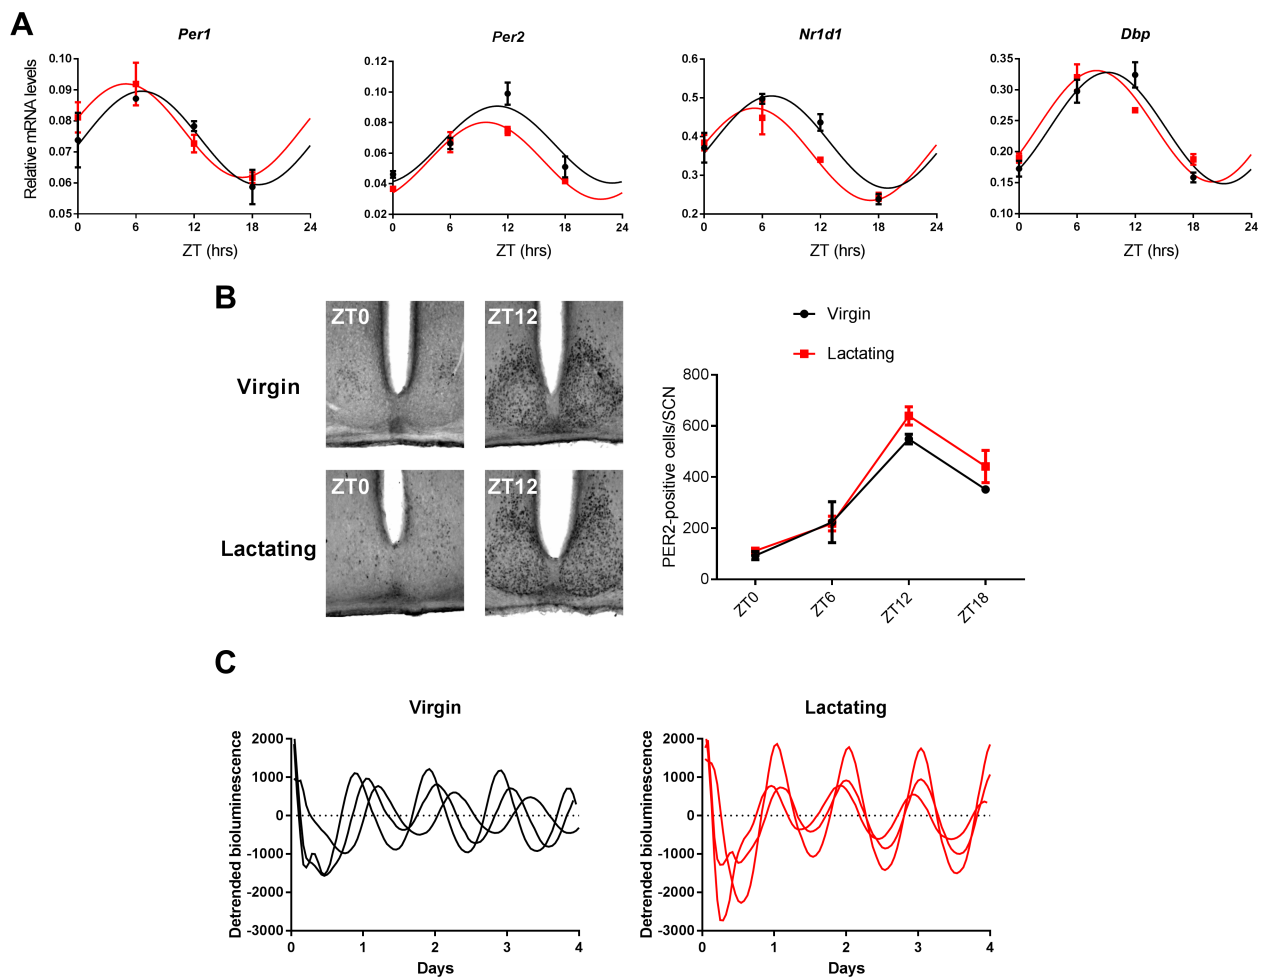 A
Per1
Per2
Nr1d1
Dbp
Relative mRNA levels
0.10
0.09
0.08
0.07
0.06
0.05
0 6 12 18 24
ZT (hrs)
0.12
0.10
0.08
0.06
0.04
0.02
0 6 12 18 24
ZT (hrs)
0.6
0.5
0.4
0.3
0.2
0 6 12 18 24
ZT (hrs)
0.35
0.30
0.25
0.20
0.15
0.10
0 6 12 18 24
ZT (hrs)
B
ZT0
ZT12
Virgin
ZT0
ZT12
Lactating
Virgin
Lactating
PER2-positive cells/SCN
800
600
400
200
0
ZT0 ZT6 ZT12 ZT18
C
Virgin
Detrended bioluminescence
2000
1000
0
-1000
-2000
-3000
0 1 2 3 4
Days
Lactating
Detrended bioluminescence
2000
1000
0
-1000
-2000
-3000
0 1 2 3 4
Days